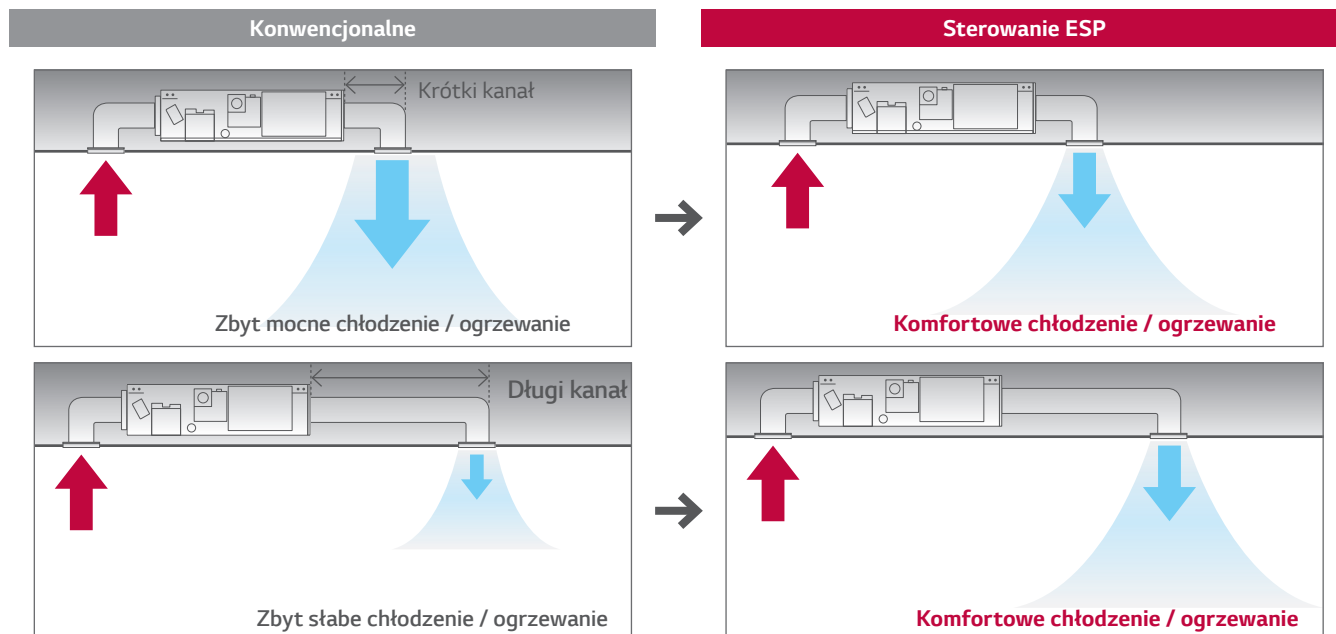 Konwencjonalne
Sterowanie ESP
Krótki kanał
Zbyt mocne chłodzenie / ogrzewanie
Komfortowe chłodzenie / ogrzewanie
Długi kanał
Zbyt słabe chłodzenie / ogrzewanie
Komfortowe chłodzenie / ogrzewanie